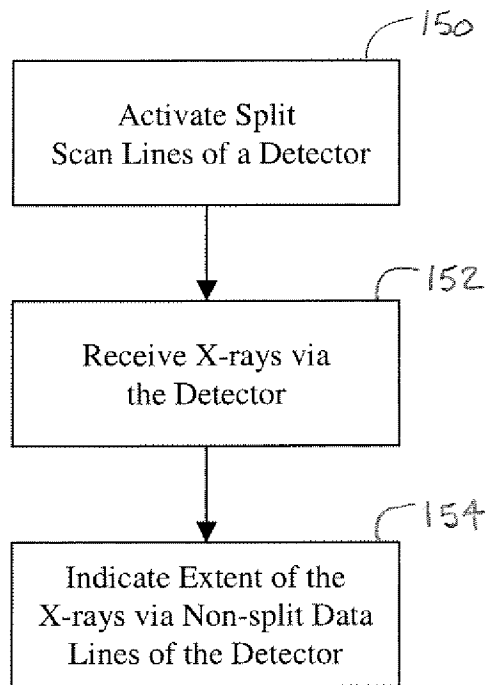 150
Activate Split
Scan Lines of a Detector
152
Receive X-rays via
the Detector
154
Indicate Extent of the
X-rays via Non-split Data
Lines of the Detector